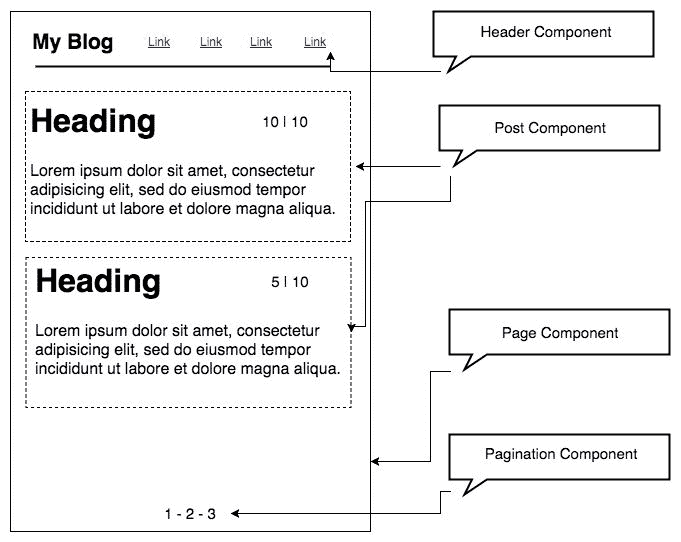 My Blog Link Link Link Link
Header Component
Heading 10 | 10
Post Component
Lorem ipsum dolor sit amet, consectetur
adipisicing elit, sed do eiusmod tempor
incididunt ut labore et dolore magna aliqua.
Heading 5 | 10
Lorem ipsum dolor sit amet, consectetur
adipisicing elit, sed do eiusmod tempor
incididunt ut labore et dolore magna aliqua.
Page Component
Pagination Component
1 - 2 - 3